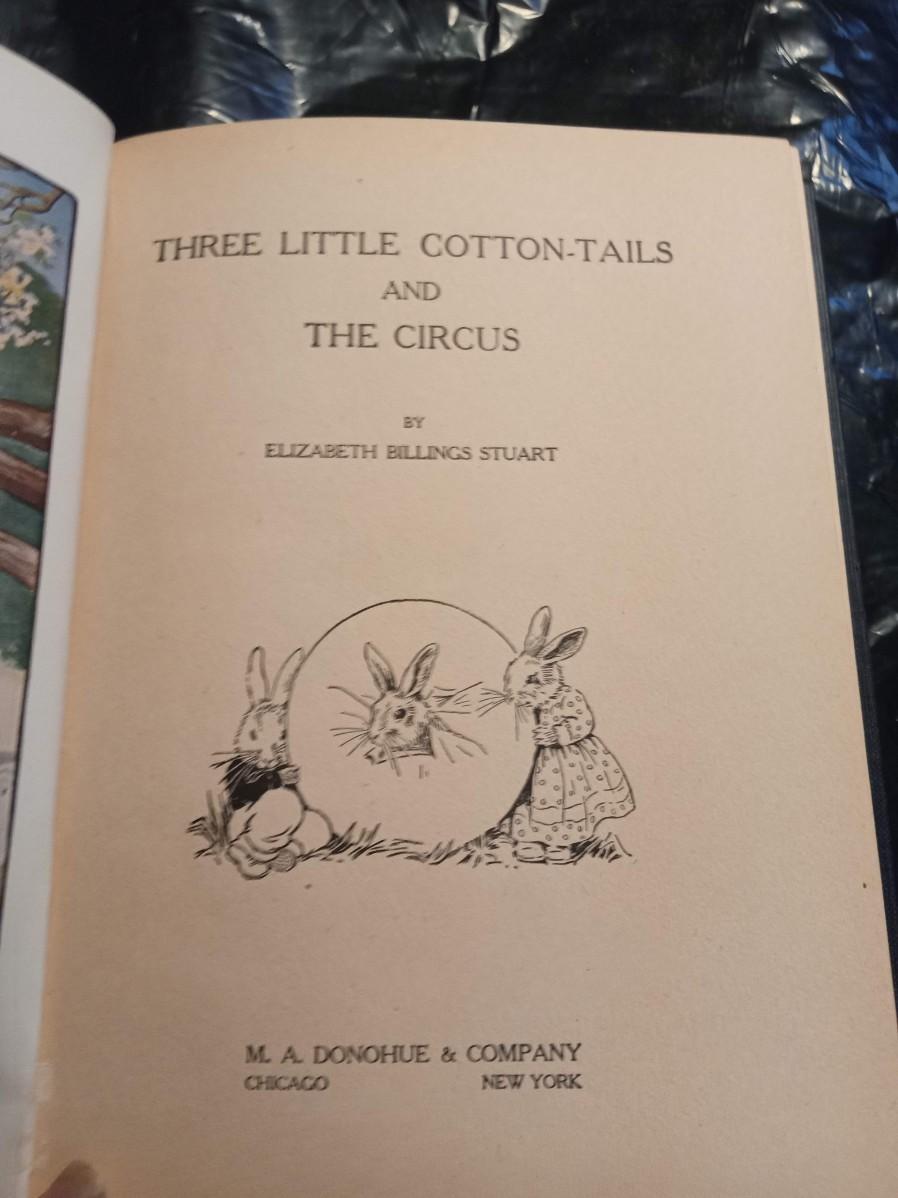 THREE LITTLE COTTON-TAILS
AND
THE CIRCUS
BY
ELIZABETH BILLINGS STUART
M. A. DONOHUE & COMPANY
CHICAGO NEW YORK